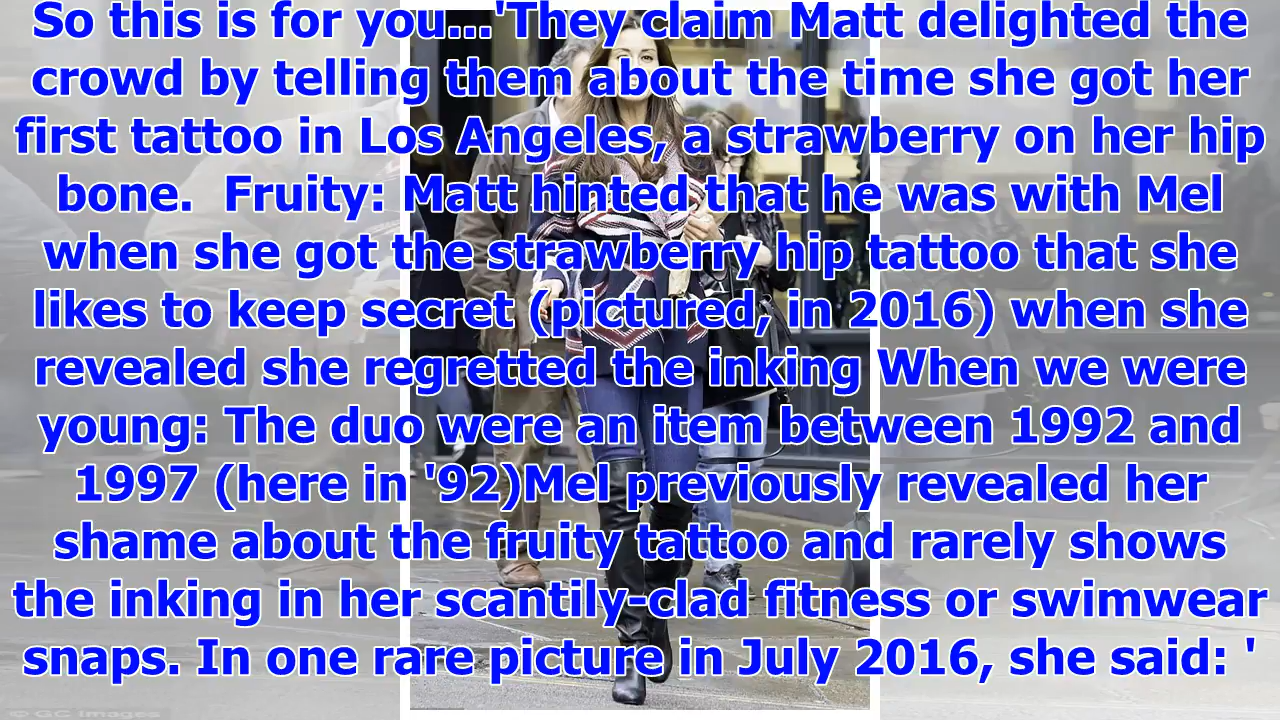 So this is for you...'They claim Matt delighted the
crowd by telling them about the time she got her
first tattoo in Los Angeles, a strawberry on her hip
bone.  Fruity: Matt hinted that he was with Mel
when she got the strawberry hip tattoo that she
likes to keep secret (pictured, in 2016) when she
revealed she regretted the inking When we were
young: The duo were an item between 1992 and
1997 (here in '92)Mel previously revealed her
shame about the fruity tattoo and rarely shows
the inking in her scantily-clad fitness or swimwear
snaps. In one rare picture in July 2016, she said: '
© GC Images